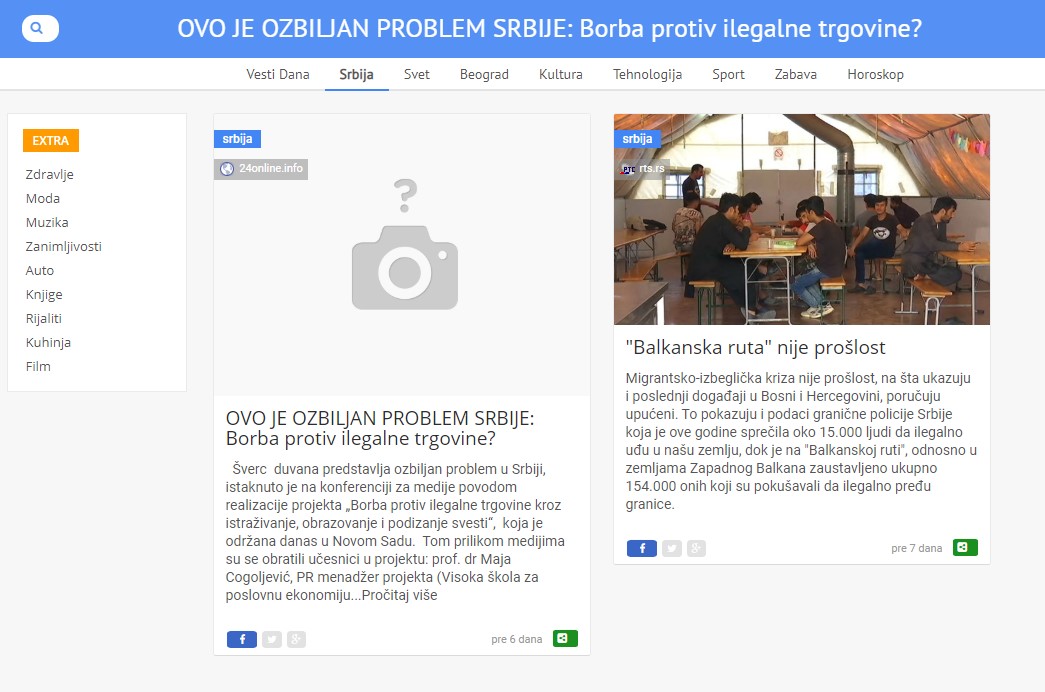 OVO JE OZBILJAN PROBLEM SRBIJE: Borba protiv ilegalne trgovine?
Vesti Dana Srbija Svet Beograd Kultura Tehnologija Sport Zabava Horoskop
EXTRA
Zdravlje
Moda
Muzika
Zanimljivosti
Auto
Knjige
Rijaliti
Kuhinja
Film
srbija
24online.info
?
OVO JE OZBILJAN PROBLEM SRBIJE:
Borba protiv ilegalne trgovine?
Šverc duvana predstavlja ozbiljan problem u Srbiji,
istaknuto je na konferenciji za medije povodom
realizacije projekta „Borba protiv ilegalne trgovine kroz
istraživanje, obrazovanje i podizanje svesti“, koja je
održana danas u Novom Sadu. Tom prilikom medijima
su se obratili učesnici u projektu: prof. dr Maja
Cogoljević, PR menadžer projekta (Visoka škola za
poslovnu ekonomiju...Pročitaj više
pre 6 dana
srbija
PTC rts.rs
"Balkanska ruta" nije prošlost
Migrantsko-izbeglička kriza nije prošlost, na šta ukazuju
i poslednji događaji u Bosni i Hercegovini, poručuju
upućeni. To pokazuju i podaci granične policije Srbije
koja je ove godine sprečila oko 15.000 ljudi da ilegalno
uđu u našu zemlju, dok je na "Balkanskoj ruti", odnosno u
zemljama Zapadnog Balkana zaustavljeno ukupno
154.000 onih koji su pokušavali da ilegalno pređu
granice.
pre 7 dana